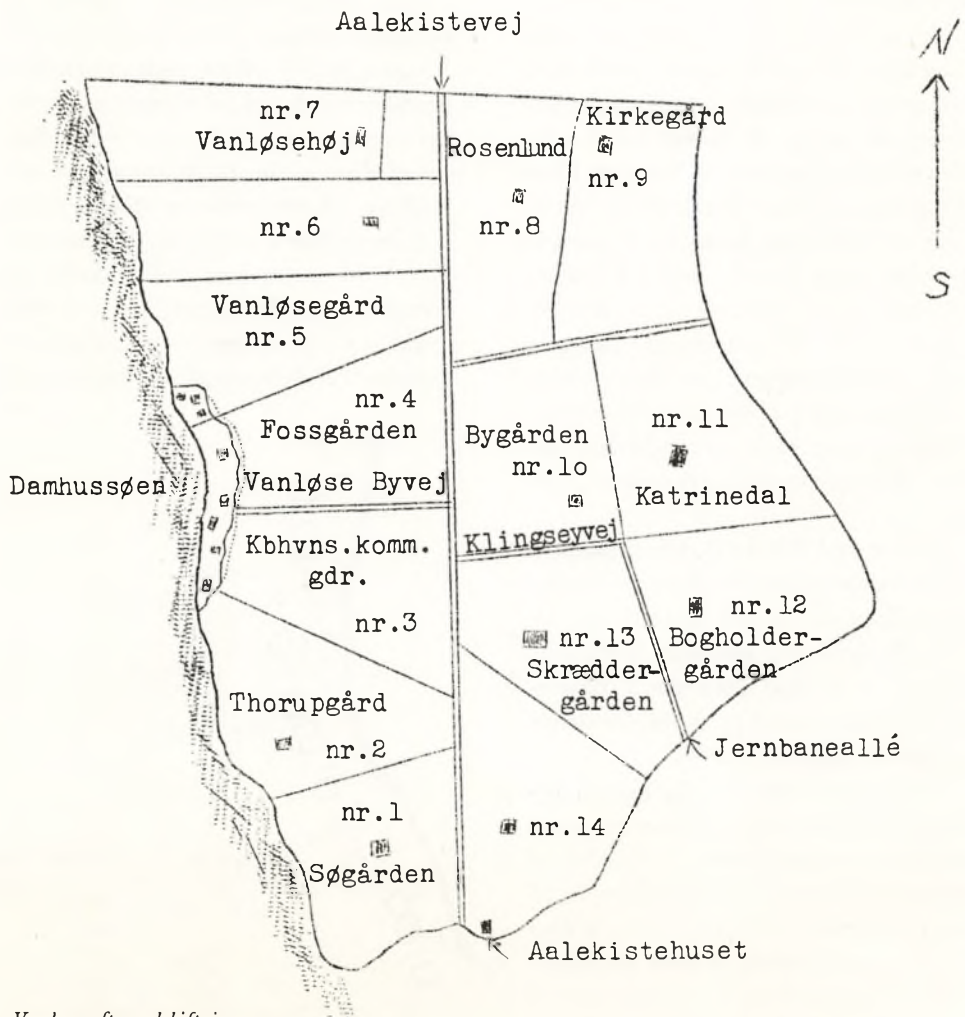 Aalekistevej
N
S
nr.7
Vanløsehøj
Rosenlund
nr.8
Kirkegård
nr.9
nr.6
Vanløsegård
nr.5
nr.4
Fossgården
Bygården
nr.lo
nr.11
Katrinedal
Damhussøen
Vanløse Byvej
Klingseyvej
Kbhvns.komm.
gdr.
nr.3
nr.12
Bogholder-
gården
nr.13
Skrædder-
gården
Thorupgård
nr.2
Jernbaneallé
nr.1
Søgården
nr.14
Aalekistehuset